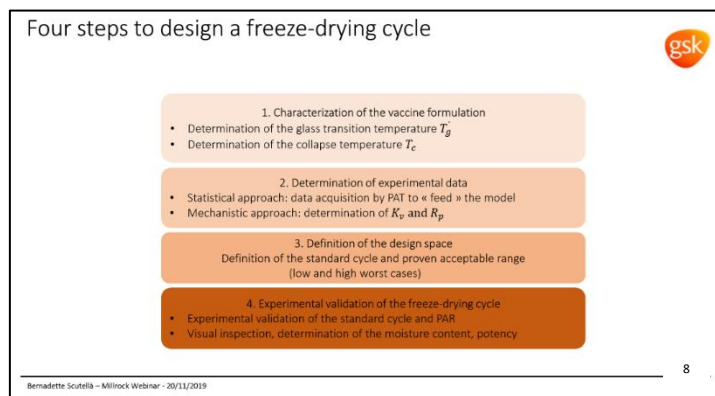 Four steps to design a freeze-drying cycle
gsk
1. Characterization of the vaccine formulation
• Determination of the glass transition temperature T′g
• Determination of the collapse temperature Tc
2. Determination of experimental data
• Statistical approach: data acquisition by PAT to « feed » the model
• Mechanistic approach: determination of Kv and Rp
3. Definition of the design space
Definition of the standard cycle and proven acceptable range
(low and high worst cases)
4. Experimental validation of the freeze-drying cycle
• Experimental validation of the standard cycle and PAR
• Visual inspection, determination of the moisture content, potency
8
Bernadette Scutellà – Millrock Webinar - 20/11/2019